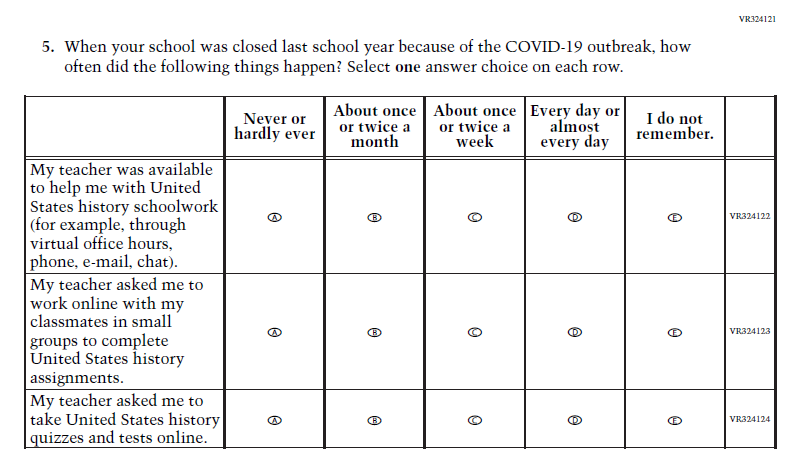 VR324121
5. When your school was closed last school year because of the COVID-19 outbreak, how
often did the following things happen? Select one answer choice on each row.
Never or
hardly ever
About once
or twice a
month
About once
or twice a
week
Every day or
almost
every day
I do not
remember.
My teacher was available
to help me with United
States history schoolwork
(for example, through
virtual office hours,
phone, e-mail, chat).
A B C D E VR324122
My teacher asked me to
work online with my
classmates in small
groups to complete
United States history
assignments.
A B C D E VR324123
My teacher asked me to
take United States history
quizzes and tests online.
A B C D E VR324124